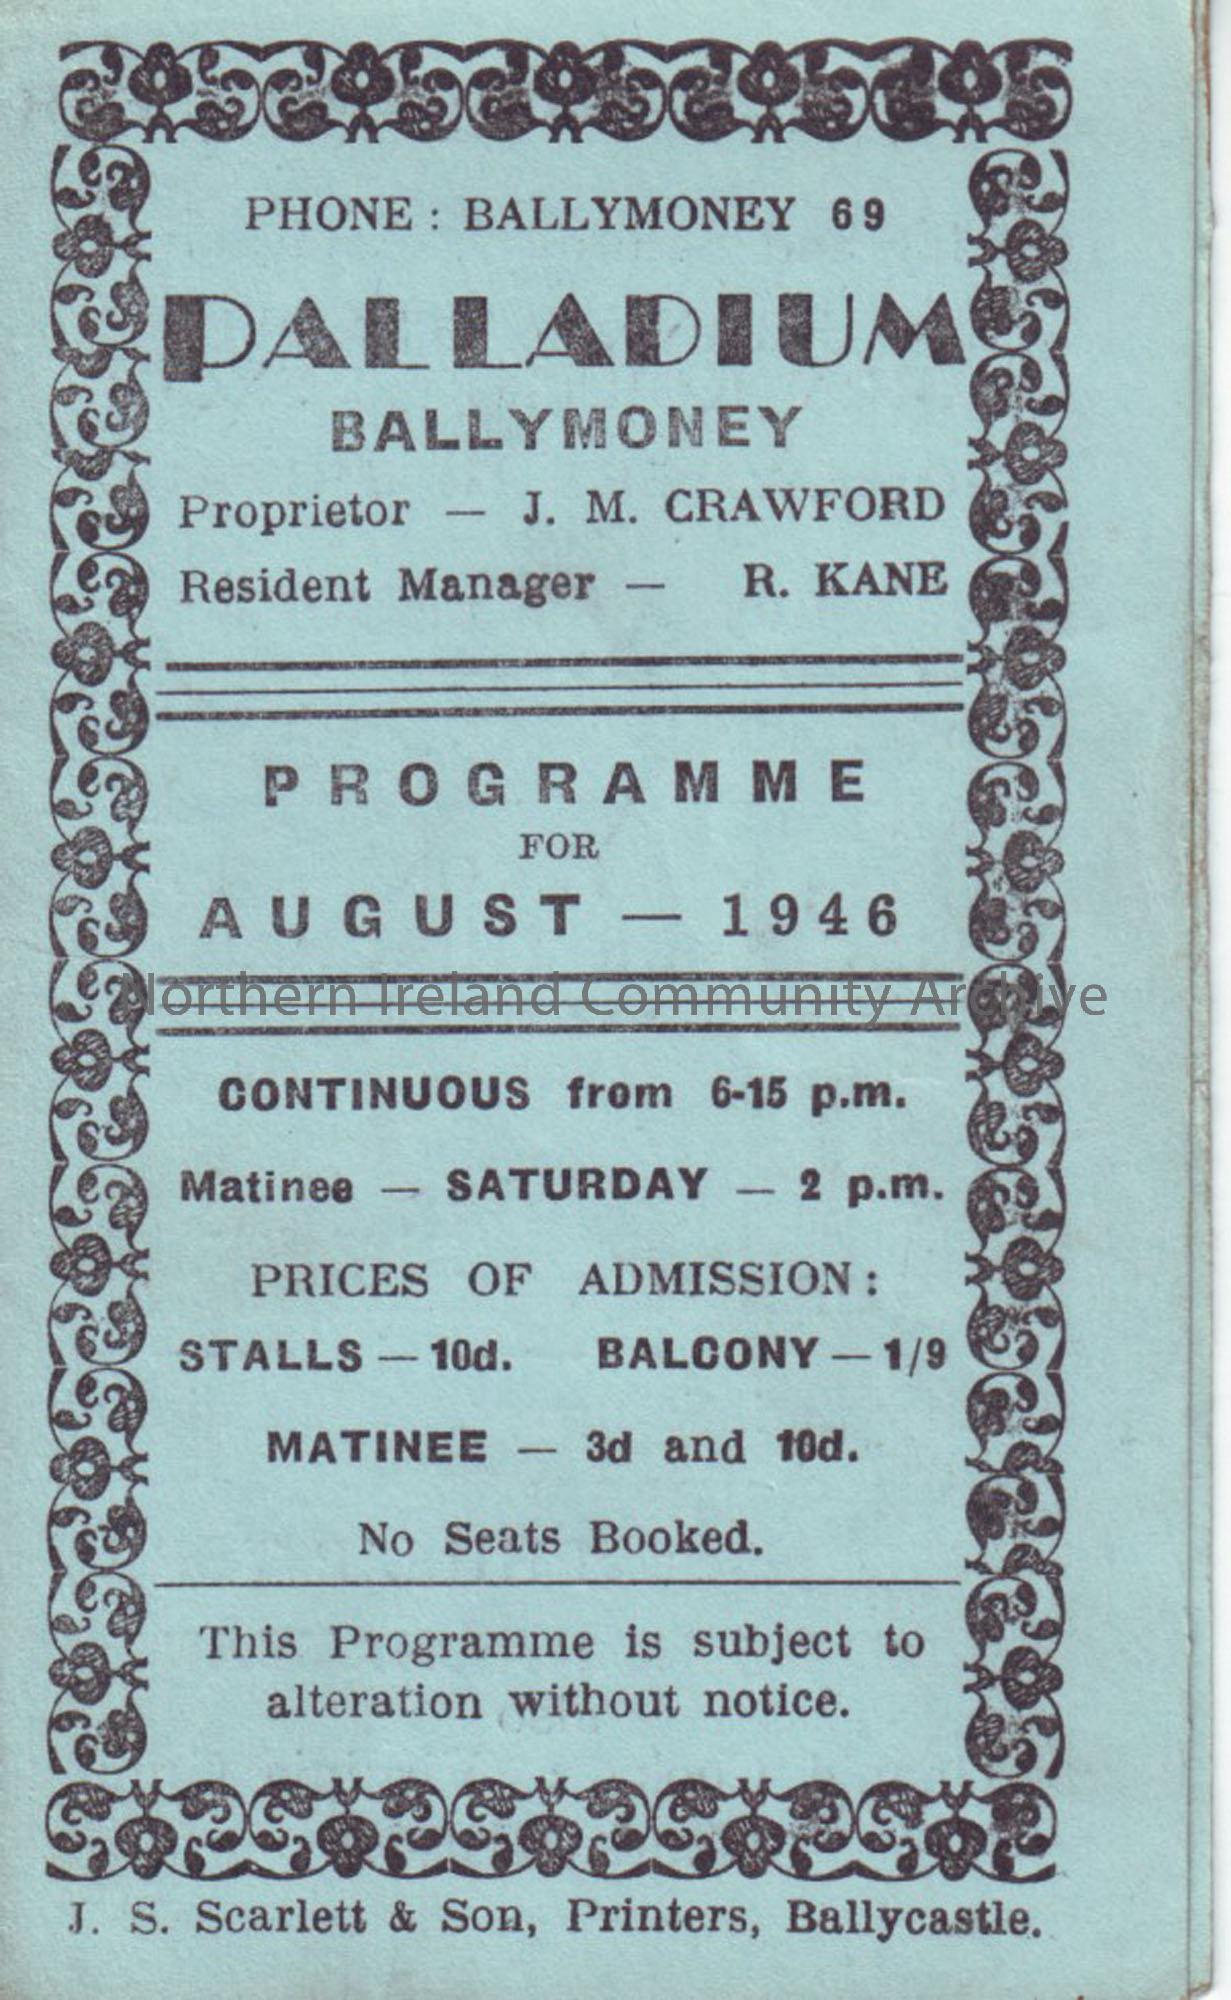 PHONE : BALLYMONEY 69
PALLADIUM
BALLYMONEY
Proprietor — J. M. CRAWFORD
Resident Manager — R. KANE
PROGRAMME
FOR
AUGUST — 1946
Northern Ireland Community Archive
CONTINUOUS from 6-15 p.m.
Matinee — SATURDAY — 2 p.m.
PRICES OF ADMISSION :
STALLS — 10d. BALCONY — 1/9
MATINEE — 3d and 10d.
No Seats Booked.
This Programme is subject to
alteration without notice.
J. S. Scarlett & Son, Printers, Ballycastle.